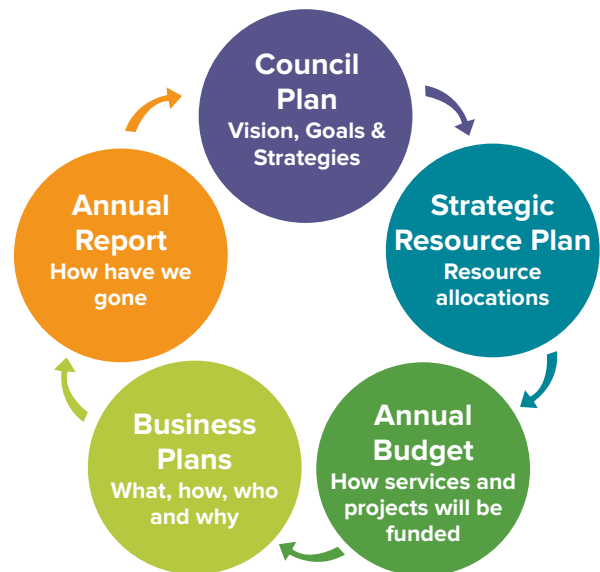 Council
Plan
Vision, Goals &
Strategies
Strategic
Resource Plan
Resource
allocations
Annual
Budget
How services and
projects will be
funded
Business
Plans
What, how, who
and why
Annual
Report
How have we
gone